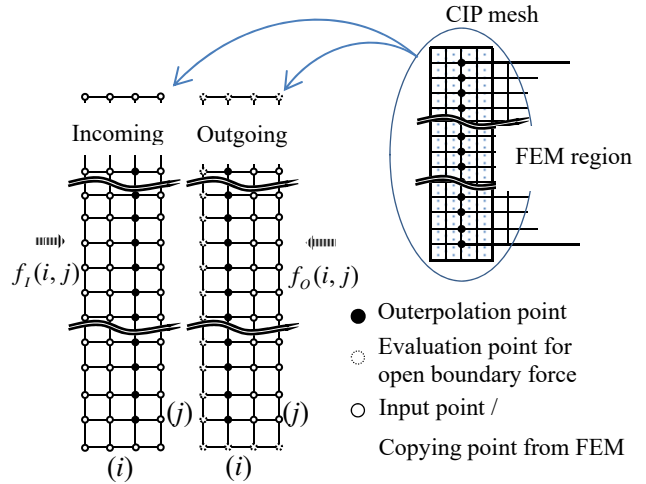 CIP mesh
Incoming
Outgoing
FEM region
f_I(i, j)
f_O(i, j)
Outerpolation point
Evaluation point for
open boundary force
Input point /
Copying point from FEM
(j)
(j)
(i)
(i)